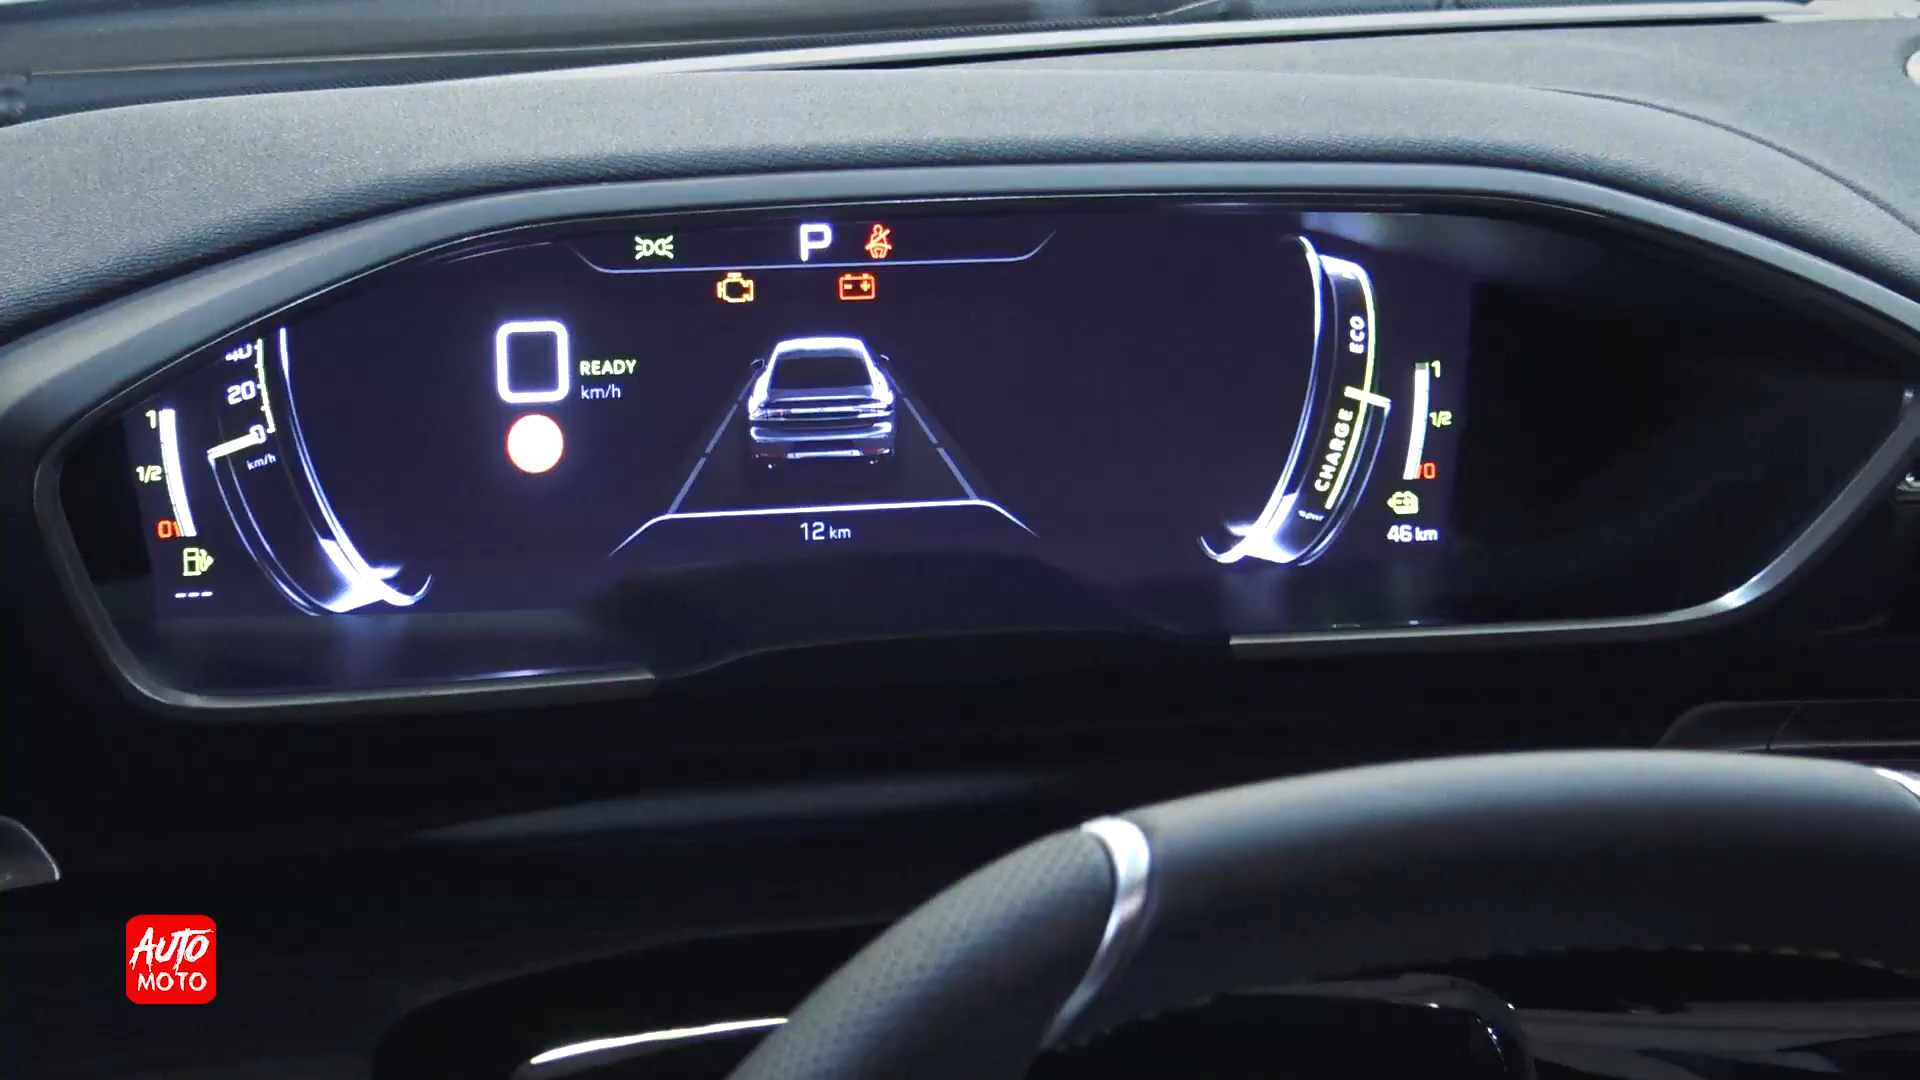 P
READY
km/h
40
20
0
km/h
1
1/2
0
---
12 km
ECO
CHARGE
1
1/2
0
46 km
AUTO
MOTO